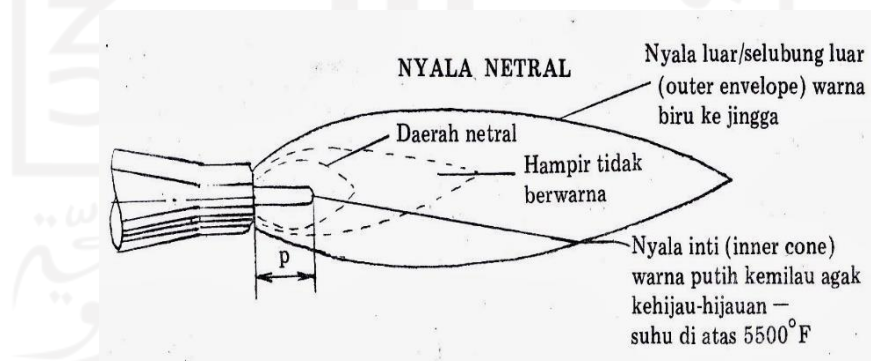 NYALA NETRAL
Nyala luar/selubung luar
(outer envelope) warna
biru ke jingga
Daerah netral
Hampir tidak
berwarna
p
Nyala inti (inner cone)
warna putih kemilau agak
kehijau-hijauan —
suhu di atas 5500°F